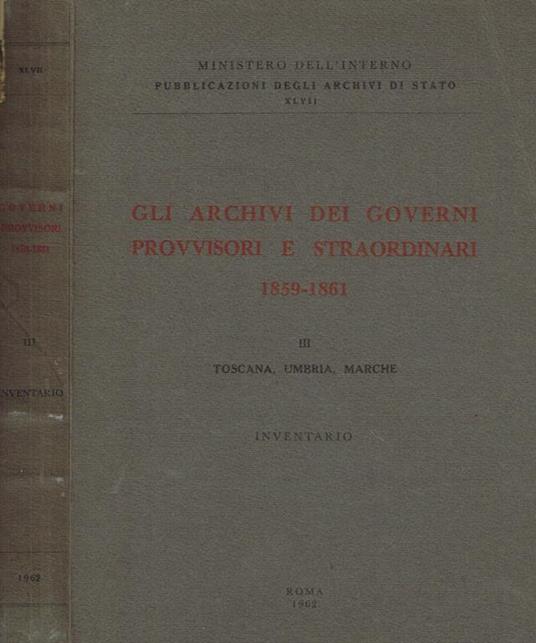 XLVII
GOVERNI
PROVVISORI
1859-1861
III
INVENTARIO
1962
MINISTERO DELL'INTERNO
PUBBLICAZIONI DEGLI ARCHIVI DI STATO
XLVII
GLI ARCHIVI DEI GOVERNI
PROVVISORI E STRAORDINARI
1859-1861
III
TOSCANA, UMBRIA, MARCHE
INVENTARIO
ROMA
1962